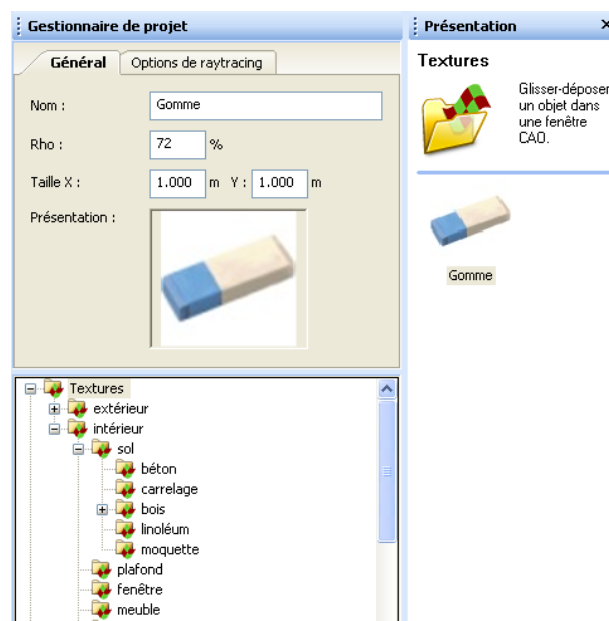 Gestionnaire de projet
Général
Options de raytracing
Nom :
Gomme
Rho :
72
%
Taille X :
1.000
m
Y :
1.000
m
Présentation :
Textures
extérieur
intérieur
sol
béton
carrelage
bois
linoléum
moquette
plafond
fenêtre
meuble
Présentation
Textures
Glisser-déposer
un objet dans
une fenêtre
CAO.
Gomme